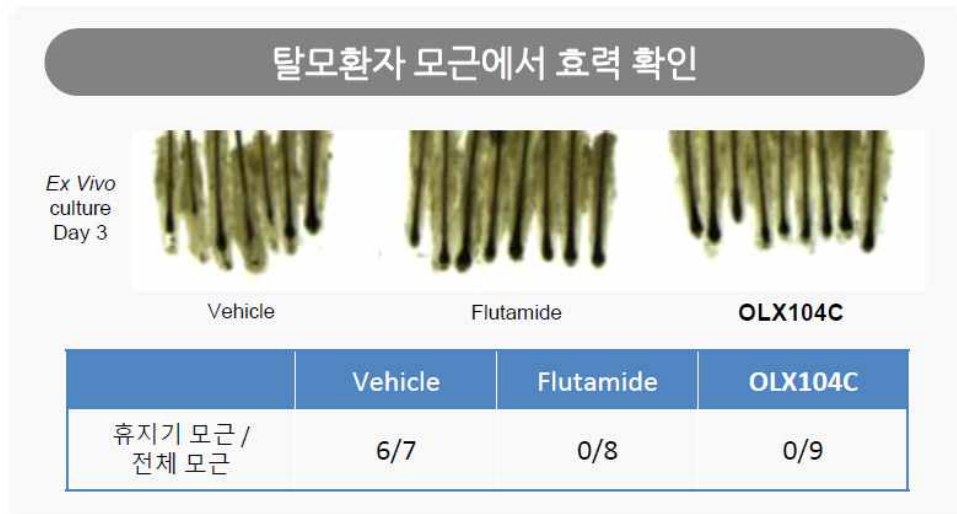 탈모환자 모근에서 효력 확인
Ex Vivo
culture
Day 3
Vehicle Flutamide OLX104C
Vehicle Flutamide OLX104C
휴지기 모근 /
전체 모근
6/7 0/8 0/9